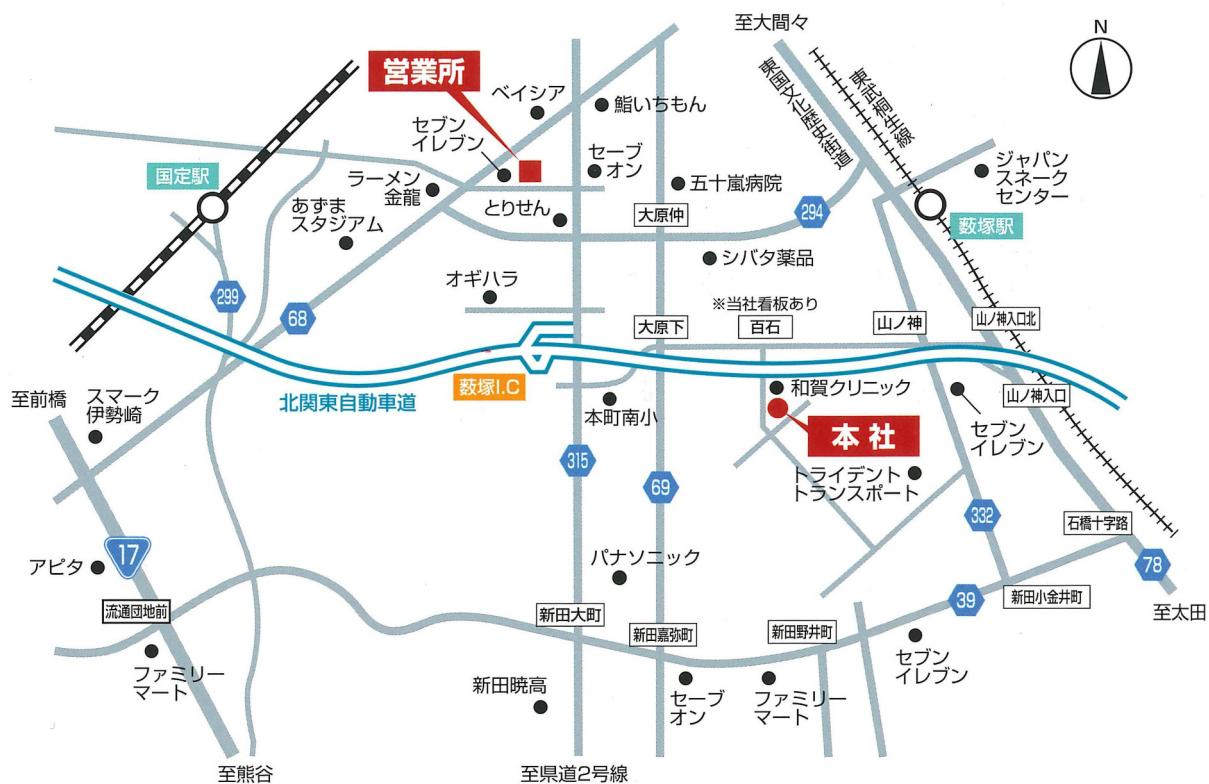 至大間々
N
営業所
ベイシア
鮨いちもん
東国文化歴史街道
東武桐生線
セブン
イレブン
セーブ
オン
ジャパン
スネーク
センター
国定駅
ラーメン
金龍
五十嵐病院
あずま
スタジアム
とりせん
大原仲
294
薮塚駅
シバタ薬品
オギハラ
299
68
※当社看板あり
大原下
百石
山ノ神
山ノ神入口北
薮塚I.C
北関東自動車道
和賀クリニック
山ノ神入口
至前橋
スマーク
伊勢崎
本町南小
本社
セブン
イレブン
315
69
トライデント
トランスポート
332
石橋十字路
17
アピタ
パナソニック
78
流通団地前
新田大町
新田嘉弥町
新田野井町
39
新田小金井町
至太田
ファミリー
マート
新田暁高
セーブ
オン
ファミリー
マート
セブン
イレブン
至熊谷
至県道2号線